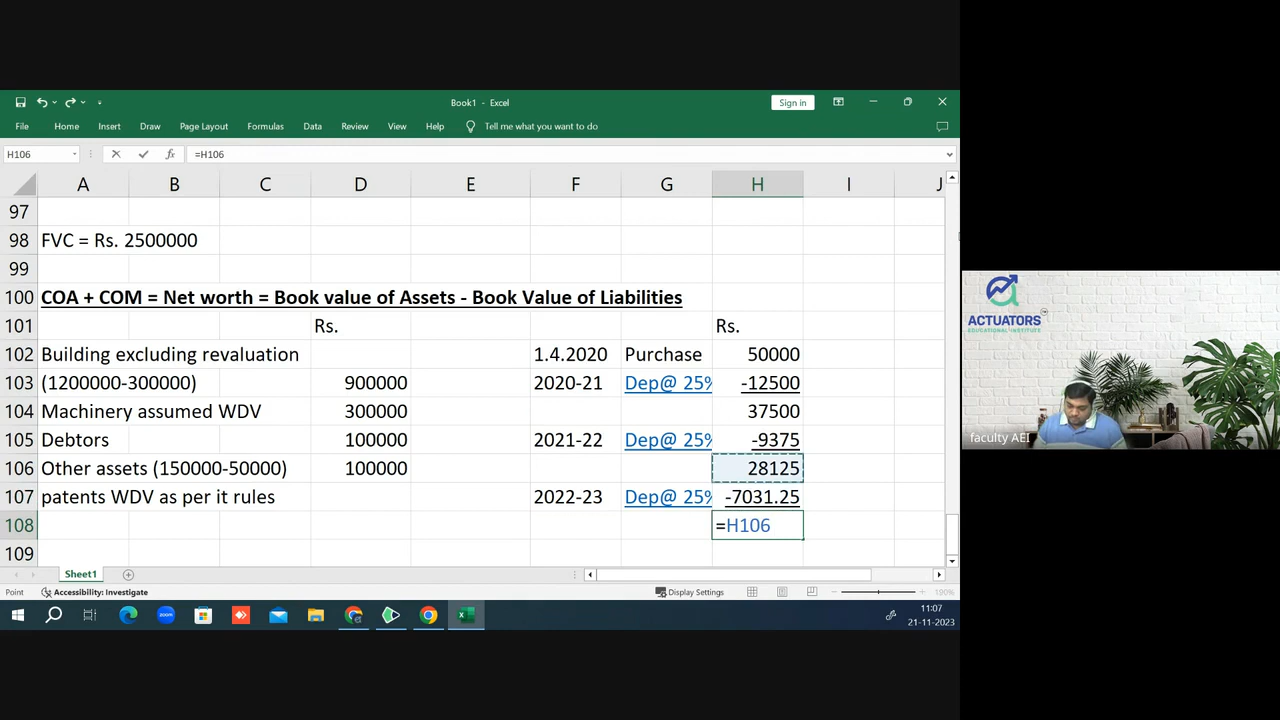 Book1 - Excel
Sign in
File Home Insert Draw Page Layout Formulas Data Review View Help Tell me what you want to do
H106 fx =H106
A B C D E F G H I J
97
98 FVC = Rs. 2500000
99
100 COA + COM = Net worth = Book value of Assets - Book Value of Liabilities
101 Rs. Rs.
102 Building excluding revaluation 1.4.2020 Purchase 50000
103 (1200000-300000) 900000 2020-21 Dep@ 25% -12500
104 Machinery assumed WDV 300000 37500
105 Debtors 100000 2021-22 Dep@ 25% -9375
106 Other assets (150000-50000) 100000 28125
107 patents WDV as per it rules 2022-23 Dep@ 25% -7031.25
108 =H106
109
Sheet1
Point Accessibility: Investigate Display Settings 190%
zoom
11:07
21-11-2023
ACTUATORS
EDUCATIONAL INSTITUTE
faculty AEI